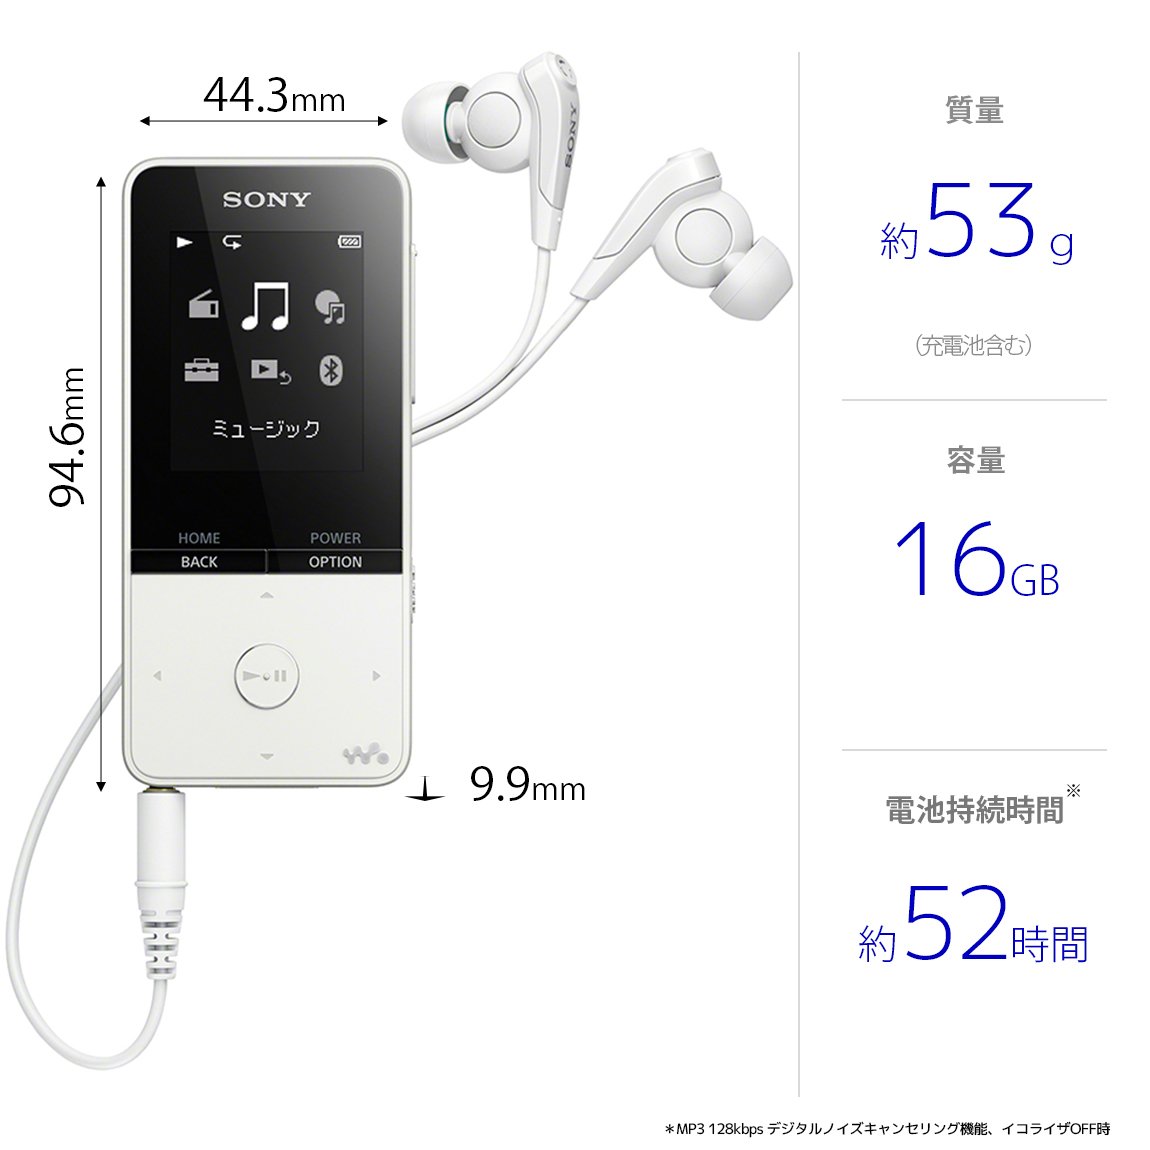 44.3mm
SONY
SONY
94.6mm
ミュージック
HOME POWER
BACK OPTION
9.9mm
質量
約53g
（充電池含む）
容量
16GB
電池持続時間※
約52時間
＊MP3 128kbps デジタルノイズキャンセリング機能、イコライザOFF時